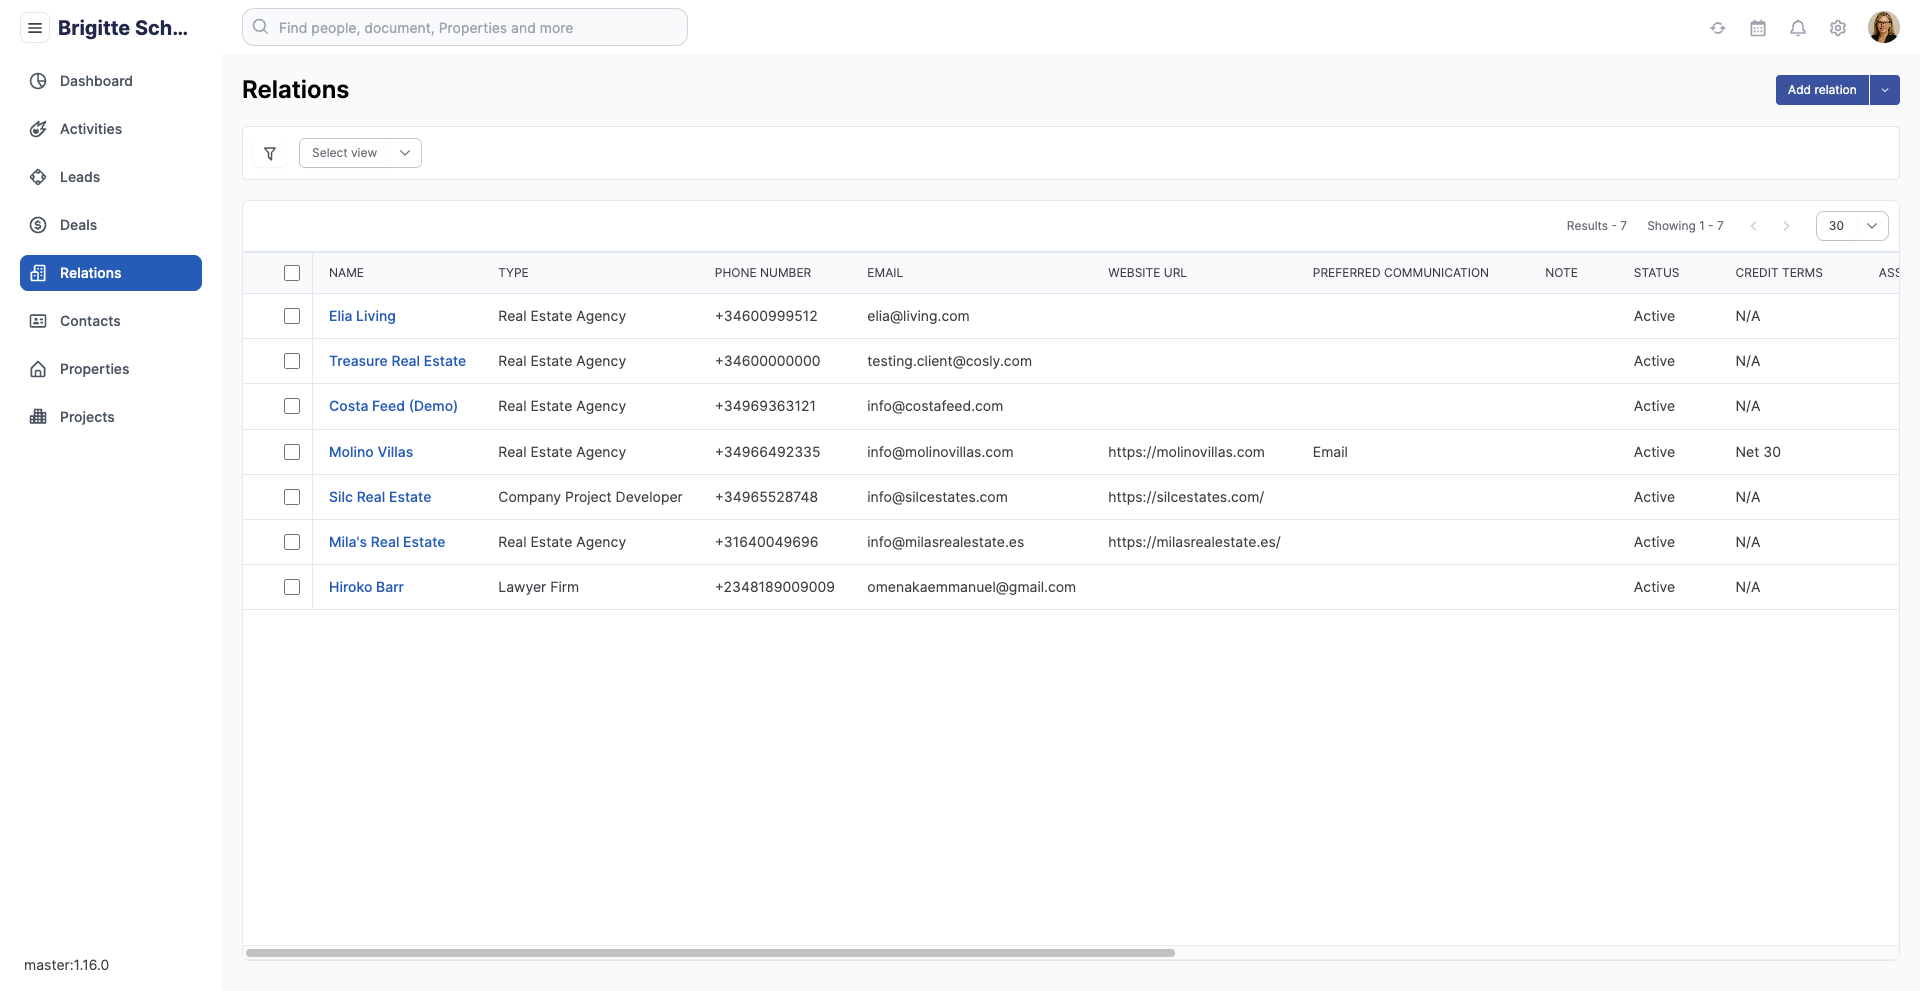 Brigitte Sch...
Find people, document, Properties and more
Dashboard
Activities
Leads
Deals
Relations
Contacts
Properties
Projects
master:1.16.0
Relations
Add relation
Select view
Results - 7 Showing 1 - 7 30
NAME TYPE PHONE NUMBER EMAIL WEBSITE URL PREFERRED COMMUNICATION NOTE STATUS CREDIT TERMS ASS
Elia Living Real Estate Agency +34600999512 elia@living.com Active N/A
Treasure Real Estate Real Estate Agency +34600000000 testing.client@cosly.com Active N/A
Costa Feed (Demo) Real Estate Agency +34969363121 info@costafeed.com Active N/A
Molino Villas Real Estate Agency +34966492335 info@molinovillas.com https://molinovillas.com Email Active Net 30
Silc Real Estate Company Project Developer +34965528748 info@silcestates.com https://silcestates.com/ Active N/A
Mila's Real Estate Real Estate Agency +31640049696 info@milasrealestate.es https://milasrealestate.es/ Active N/A
Hiroko Barr Lawyer Firm +2348189009009 omenakaemmanuel@gmail.com Active N/A